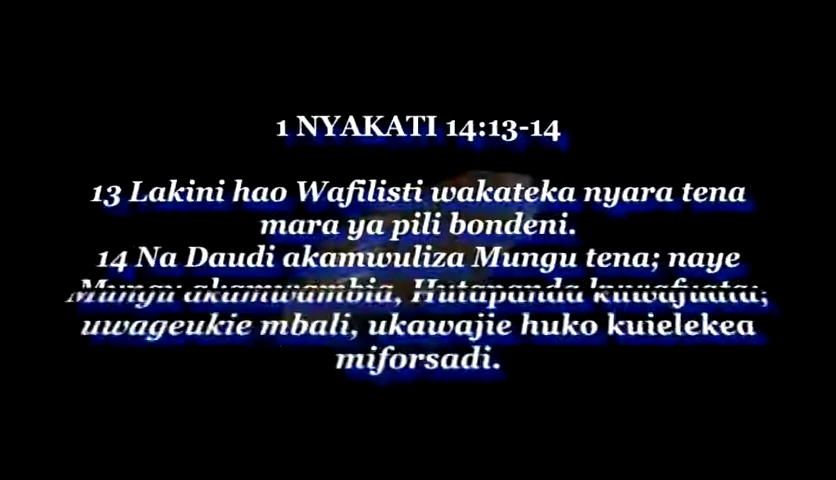 1 NYAKATI 14:13-14
13 Lakini hao Wafilisti wakateka nyara tena
mara ya pili bondeni.
14 Na Daudi akamwuliza Mungu tena; naye
Mungu akamwambia, Hutapanda kuwafuata;
uwageukie mbali, ukawajie huko kuielekea
miforsadi.